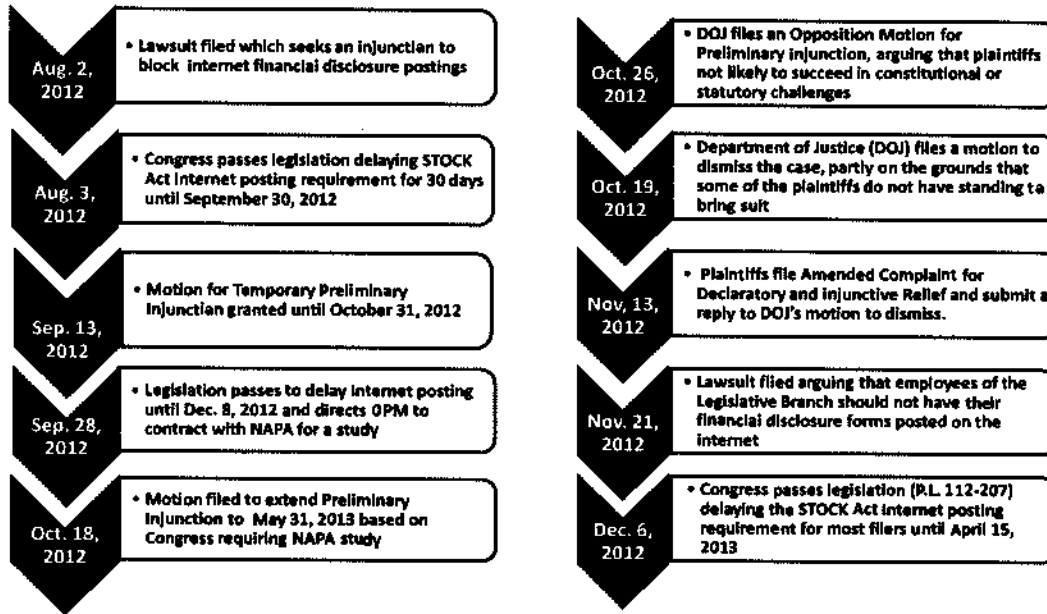 Aug. 2,
2012
• Lawsuit filed which seeks an injunction to
block internet financial disclosure postings
Aug. 3,
2012
• Congress passes legislation delaying STOCK
Act Internet posting requirement for 30 days
until September 30, 2012
Sep. 13,
2012
• Motion for Temporary Preliminary
Injunction granted until October 31, 2012
Sep. 28,
2012
• Legislation passes to delay internet posting
until Dec. 8, 2012 and directs OPM to
contract with NAPA for a study
Oct. 18,
2012
• Motion filed to extend Preliminary
Injunction to May 31, 2013 based on
Congress requiring NAPA study
Oct. 26,
2012
• DOJ files an Opposition Motion for
Preliminary injunction, arguing that plaintiffs
not likely to succeed in constitutional or
statutory challenges
Oct. 19,
2012
• Department of Justice (DOJ) files a motion to
dismiss the case, partly on the grounds that
some of the plaintiffs do not have standing to
bring suit
Nov. 13,
2012
• Plaintiffs file Amended Complaint for
Declaratory and injunctive Relief and submit a
reply to DOJ's motion to dismiss.
Nov. 21,
2012
• Lawsuit filed arguing that employees of the
Legislative Branch should not have their
financial disclosure forms posted on the
internet
Dec. 6,
2012
• Congress passes legislation (P.L. 112-207)
delaying the STOCK Act Internet posting
requirement for most filers until April 15,
2013